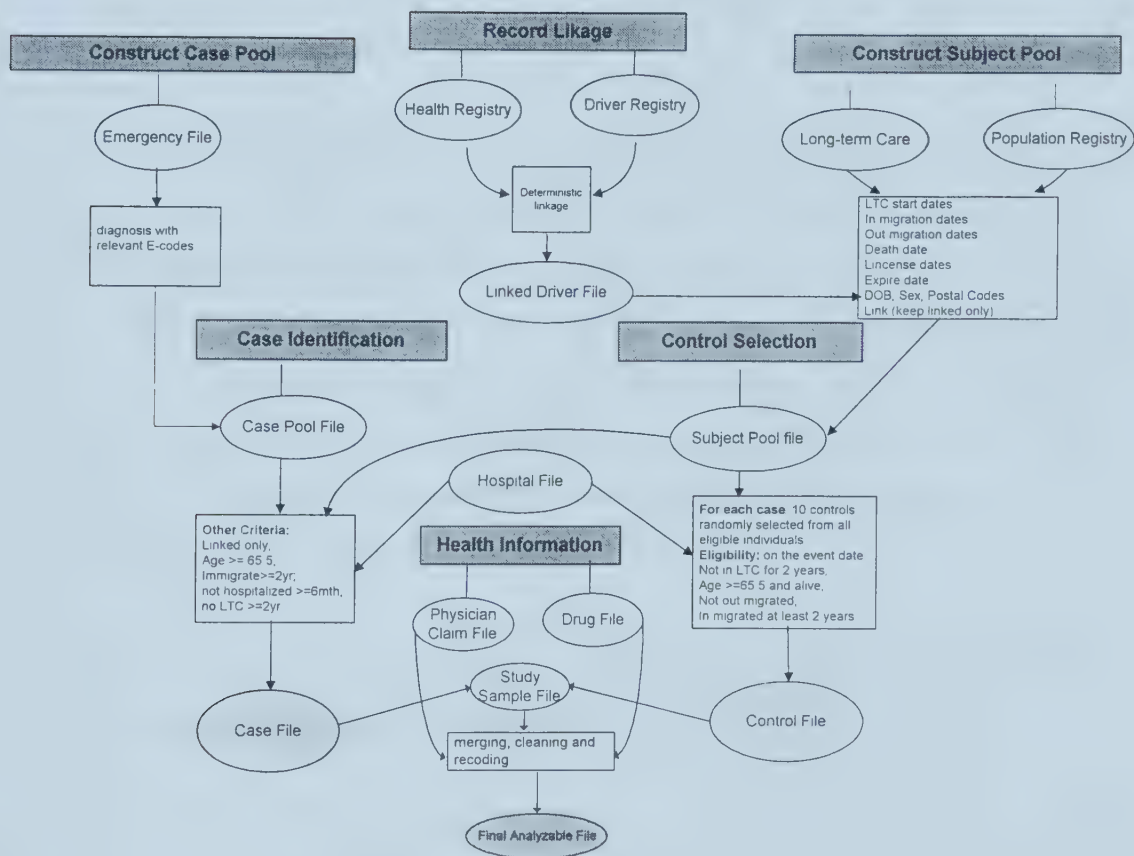 Record Likage
Construct Case Pool
Construct Subject Pool
Health Registry
Driver Registry
Emergency File
Long-term Care
Population Registry
Deterministic
linkage
diagnosis with
relevant E-codes
LTC start dates
In migration dates
Out migration dates
Death date
Lincense dates
Expire date
DOB, Sex, Postal Codes
Link (keep linked only)
Linked Driver File
Case Identification
Control Selection
Case Pool File
Subject Pool file
Hospital File
Other Criteria:
Linked only,
Age >= 65 5,
Immigrate>=2yr;
not hospitalized >=6mth,
no LTC >=2yr
For each case 10 controls
randomly selected from all
eligible individuals
Eligibility: on the event date
Not in LTC for 2 years,
Age >=65 5 and alive,
Not out migrated,
In migrated at least 2 years
Health Information
Physician
Claim File
Drug File
Study
Sample File
Case File
Control File
merging, cleaning and
recoding
Final Analyzable File